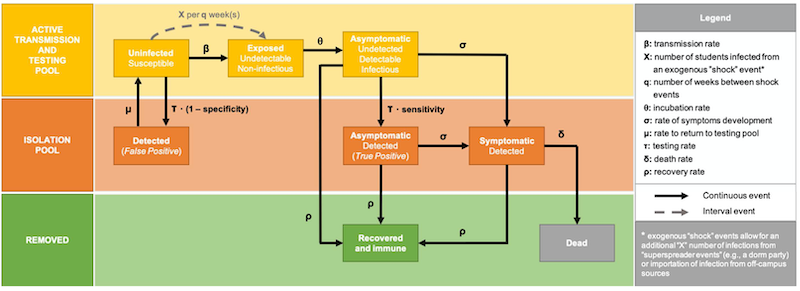 ACTIVE
TRANSMISSION
AND
TESTING
POOL
X per q week(s)
Uninfected
Susceptible
β
Exposed
Undetectable
Non-infectious
θ
Asymptomatic
Undetected
Detectable
Infectious
σ
μ
T · (1 – specificity)
T · sensitivity
ISOLATION
POOL
Detected
(False Positive)
Asymptomatic
Detected
(True Positive)
σ
Symptomatic
Detected
δ
ρ
ρ
ρ
REMOVED
Recovered
and immune
Dead
Legend
β: transmission rate
X: number of students infected from
an exogenous "shock" event*
q: number of weeks between shock
events
θ: incubation rate
σ: rate of symptoms development
μ: rate to return to testing pool
τ: testing rate
δ: death rate
ρ: recovery rate
Continuous event
Interval event
* exogenous "shock" events allow for an
additional "X" number of infections from
"superspreader events" (e.g., a dorm party)
or importation of infection from off-campus
sources